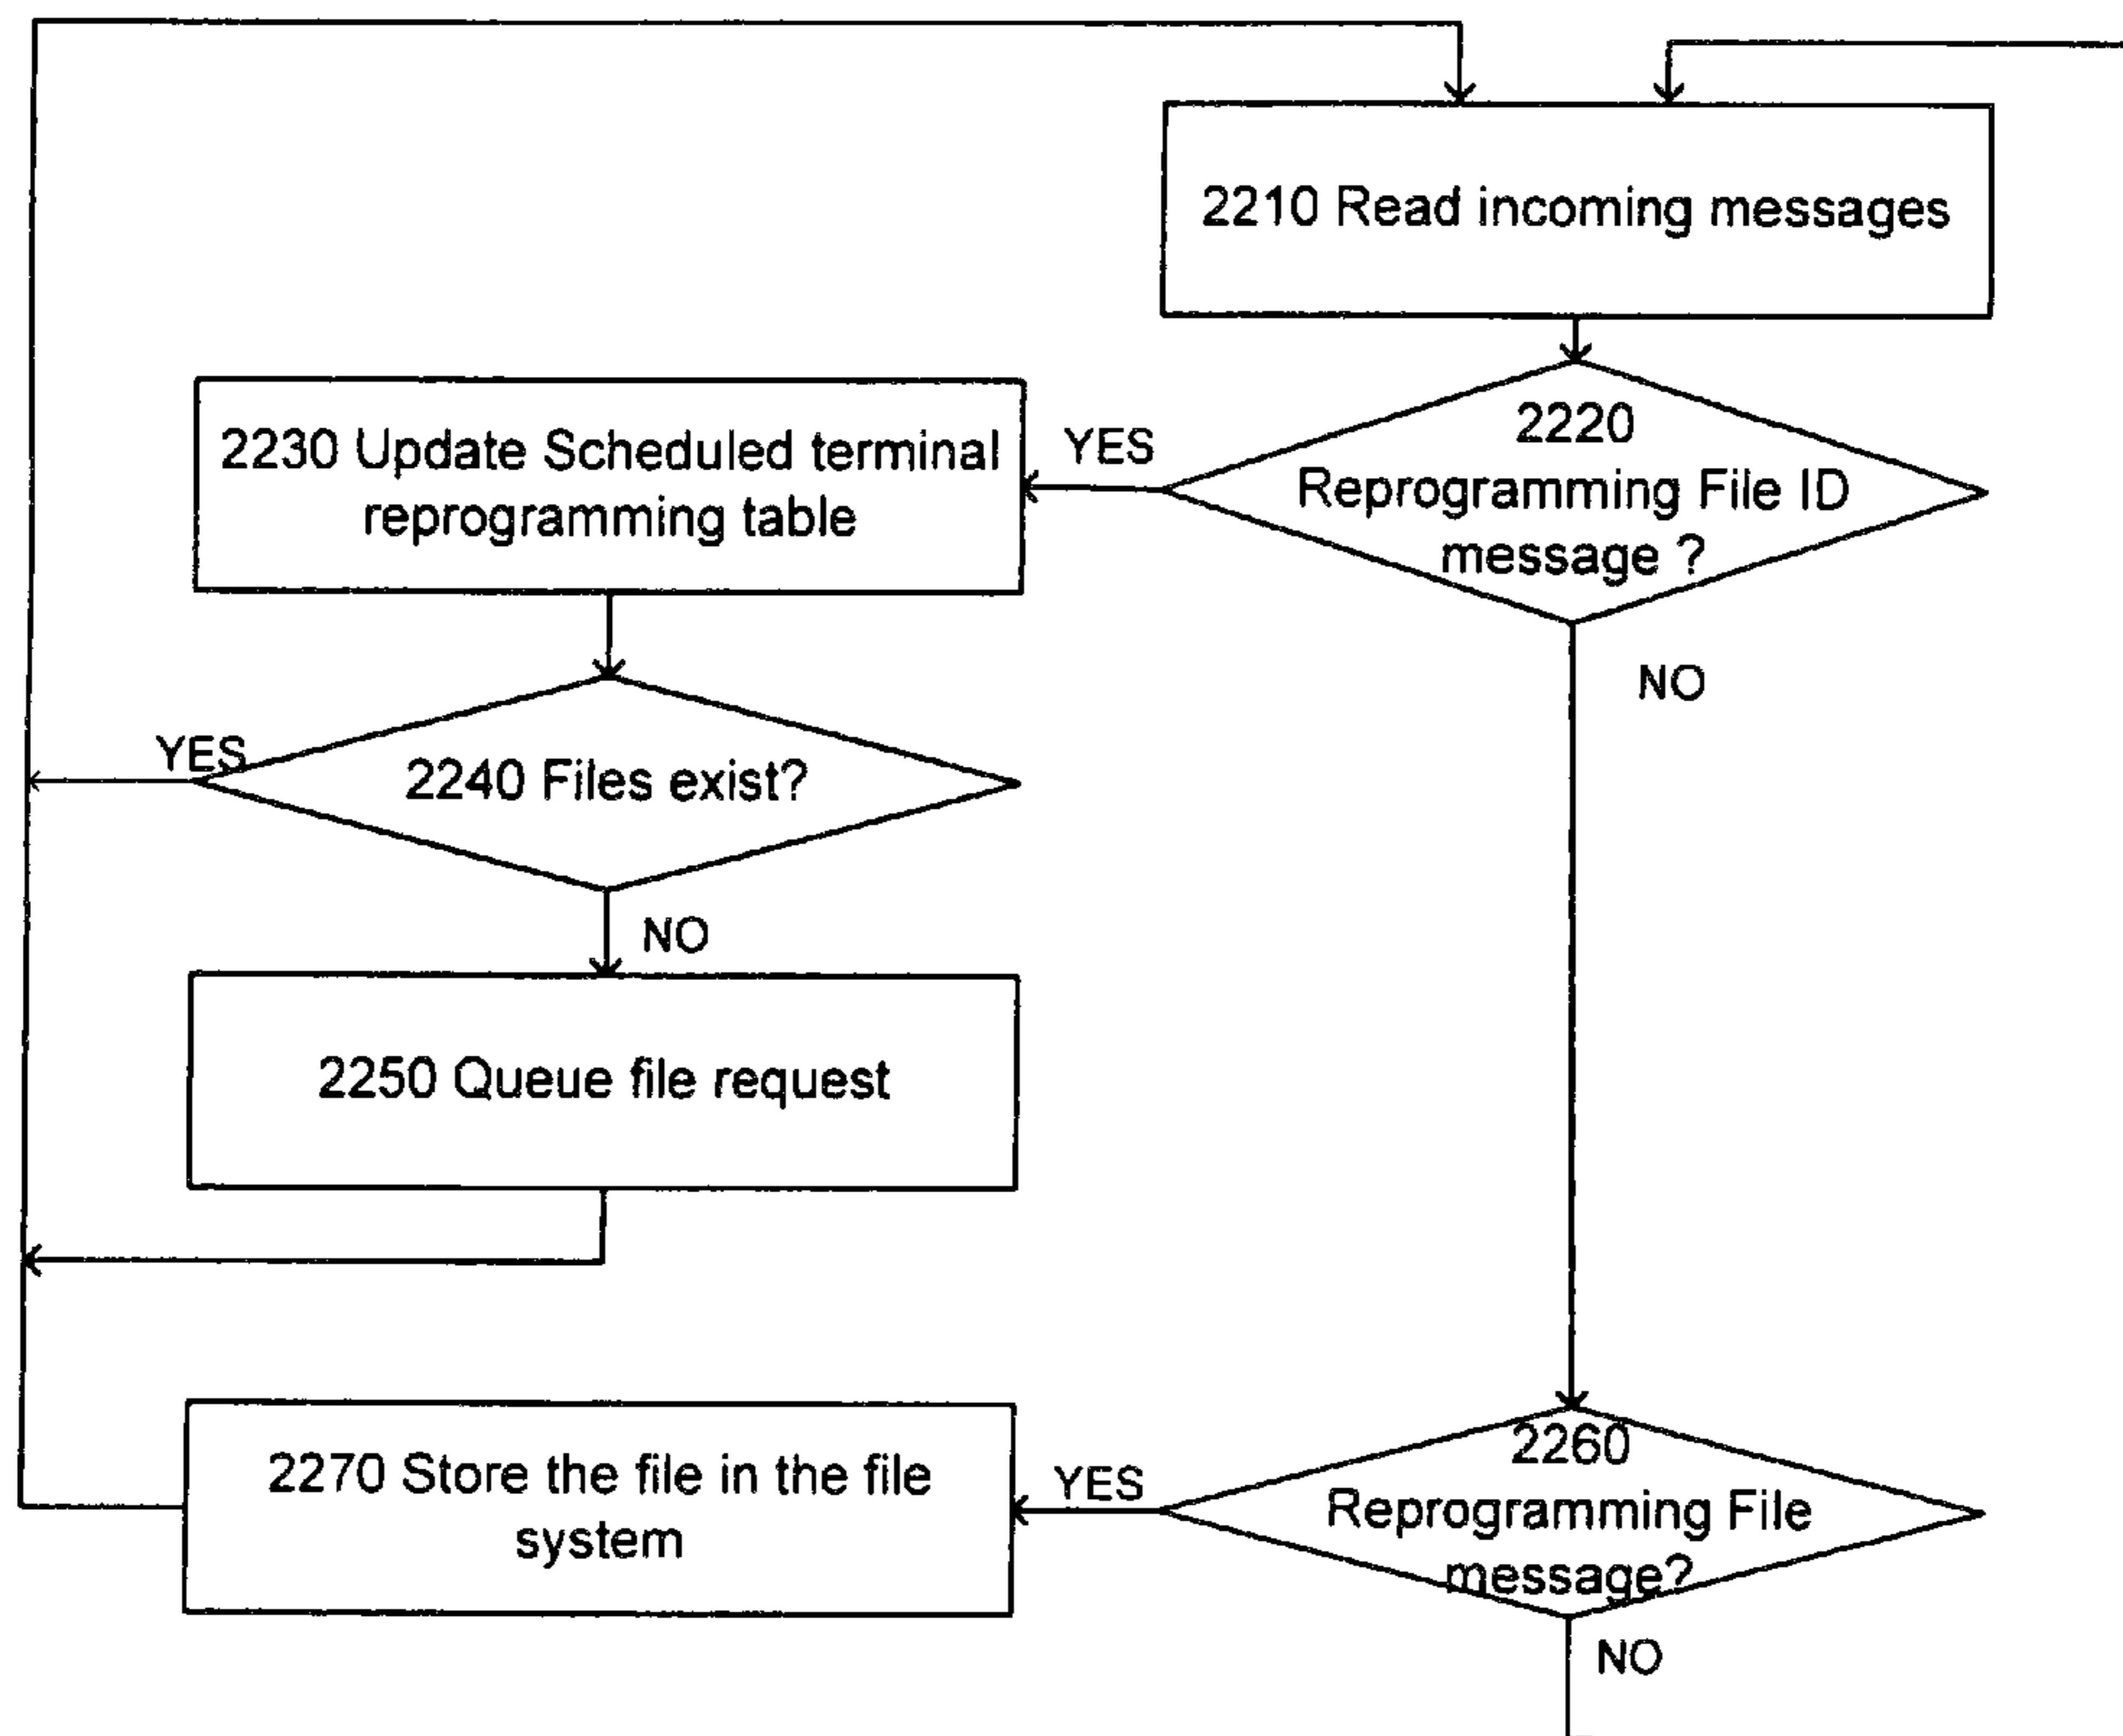 2210 Read incoming messages
2220
Reprogramming File ID
message ?
YES
NO
2230 Update Scheduled terminal
reprogramming table
2240 Files exist?
YES
NO
2250 Queue file request
2260
Reprogramming File
message?
YES
NO
2270 Store the file in the file
system